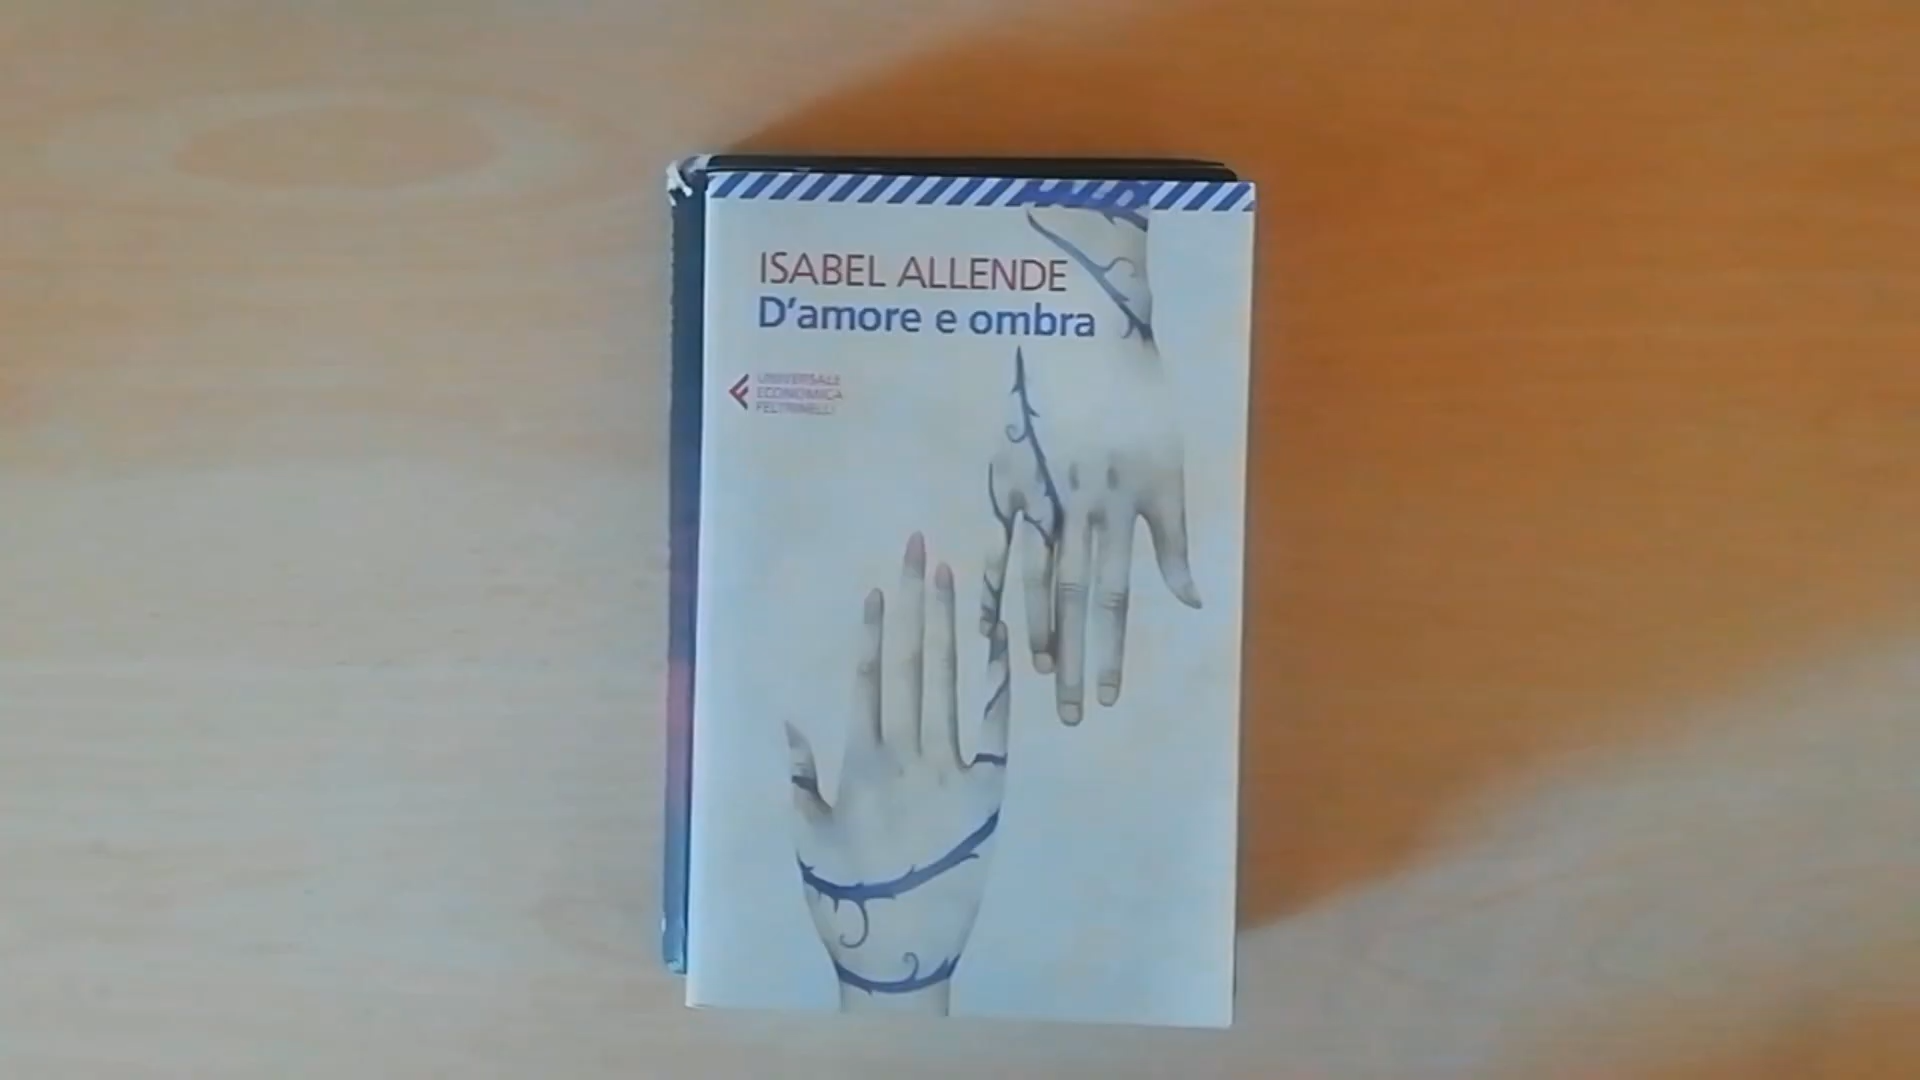 ISABEL ALLENDE
D'amore e ombra
UNIVERSALE
ECONOMICA
FELTRINELLI